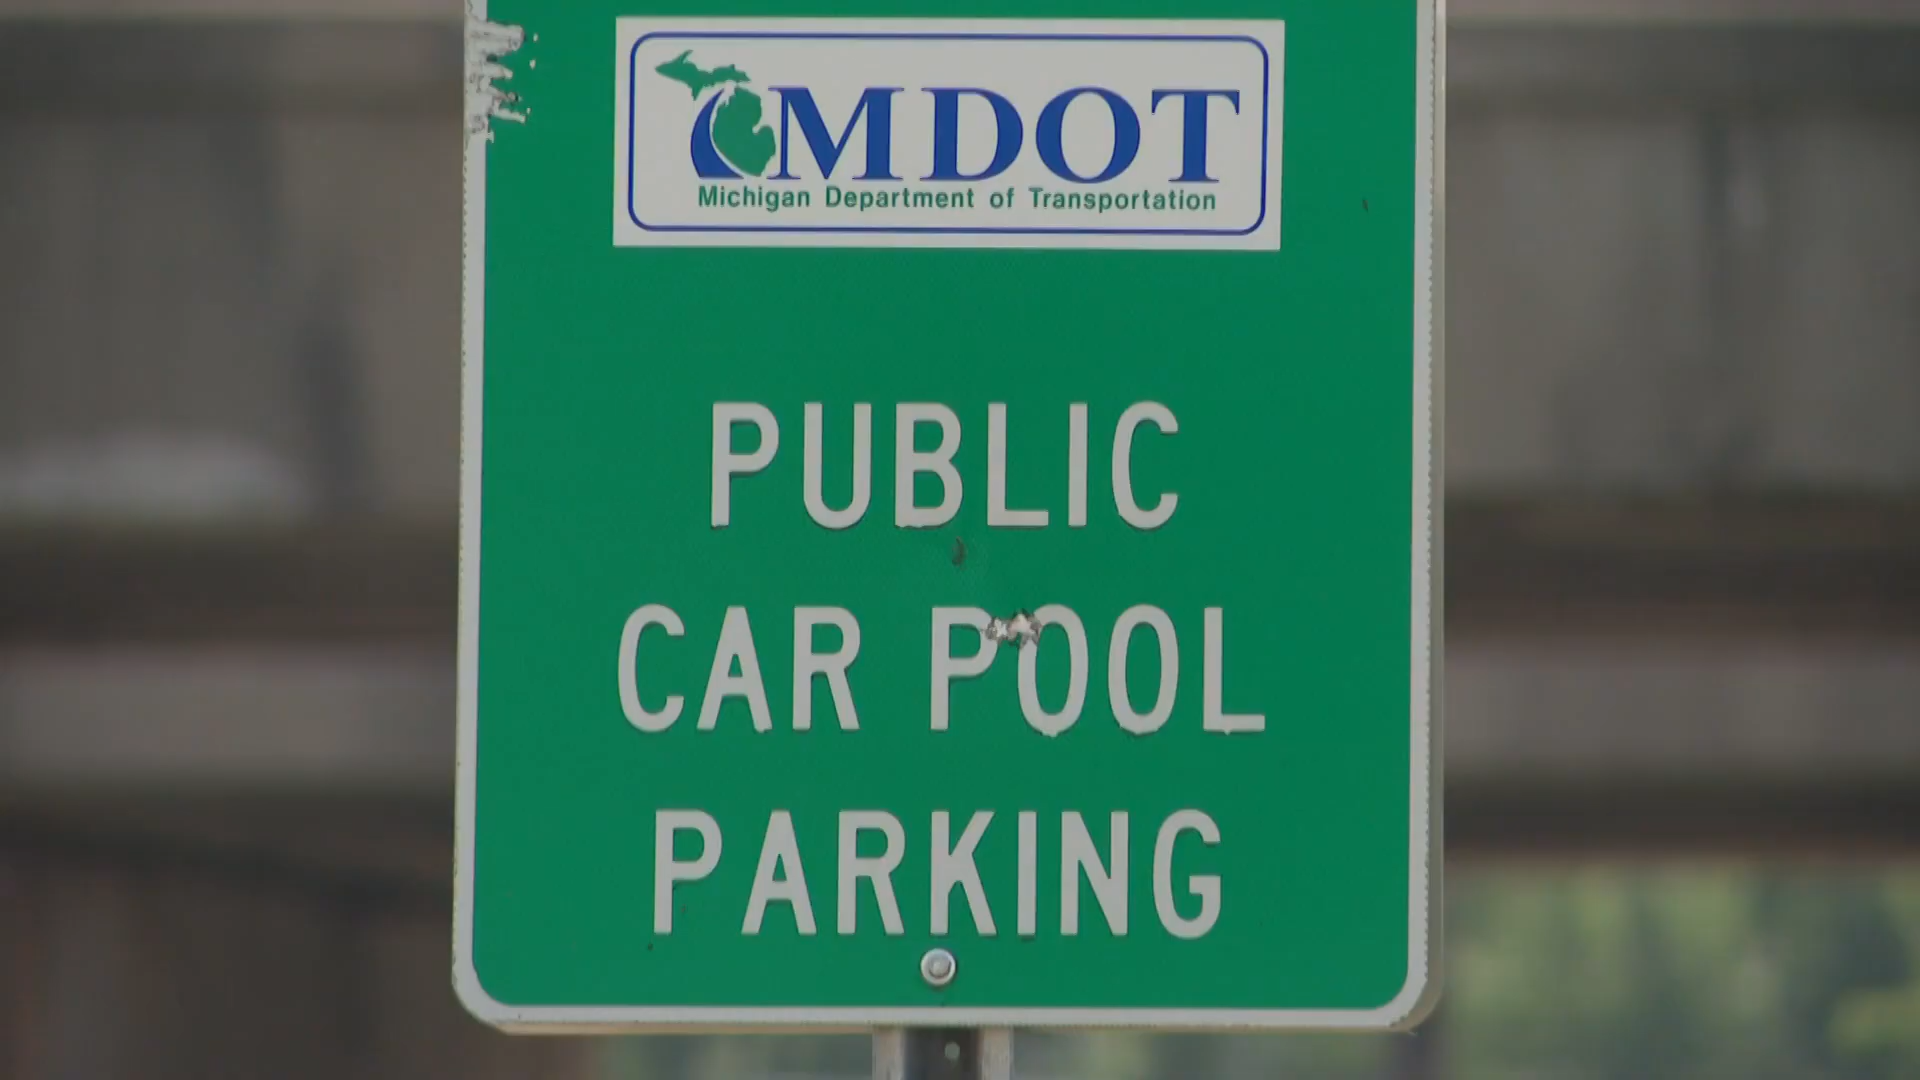 MDOT
Michigan Department of Transportation
PUBLIC
CAR POOL
PARKING